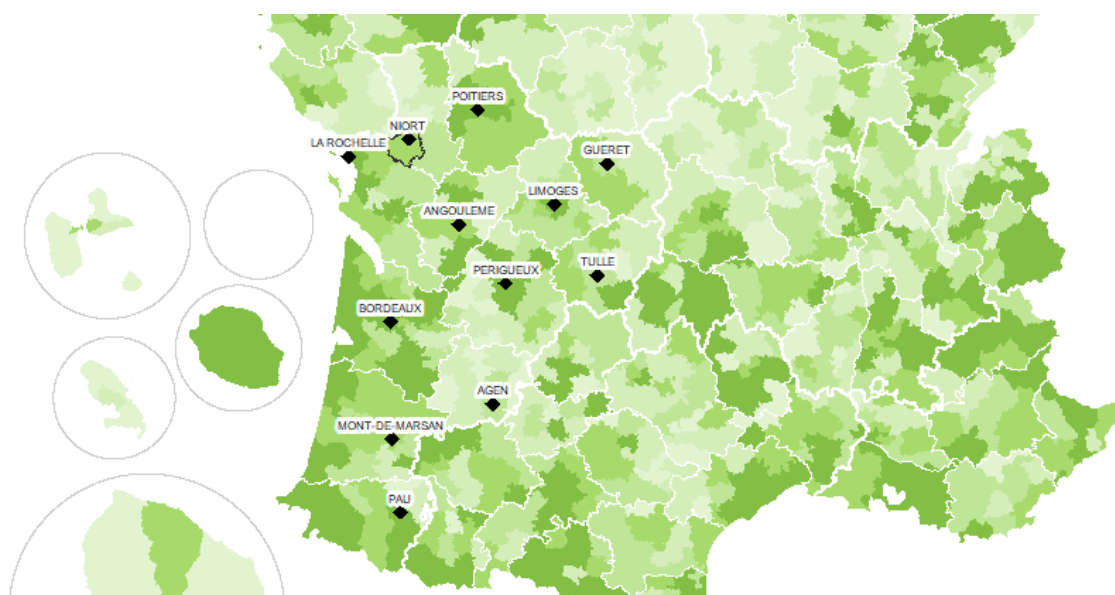 POITIERS
NIORT
LA ROCHELLE
GUERET
LIMOGES
ANGOULEME
TULLE
PERIGUEUX
BORDEAUX
AGEN
MONT-DE-MARSAN
PAU